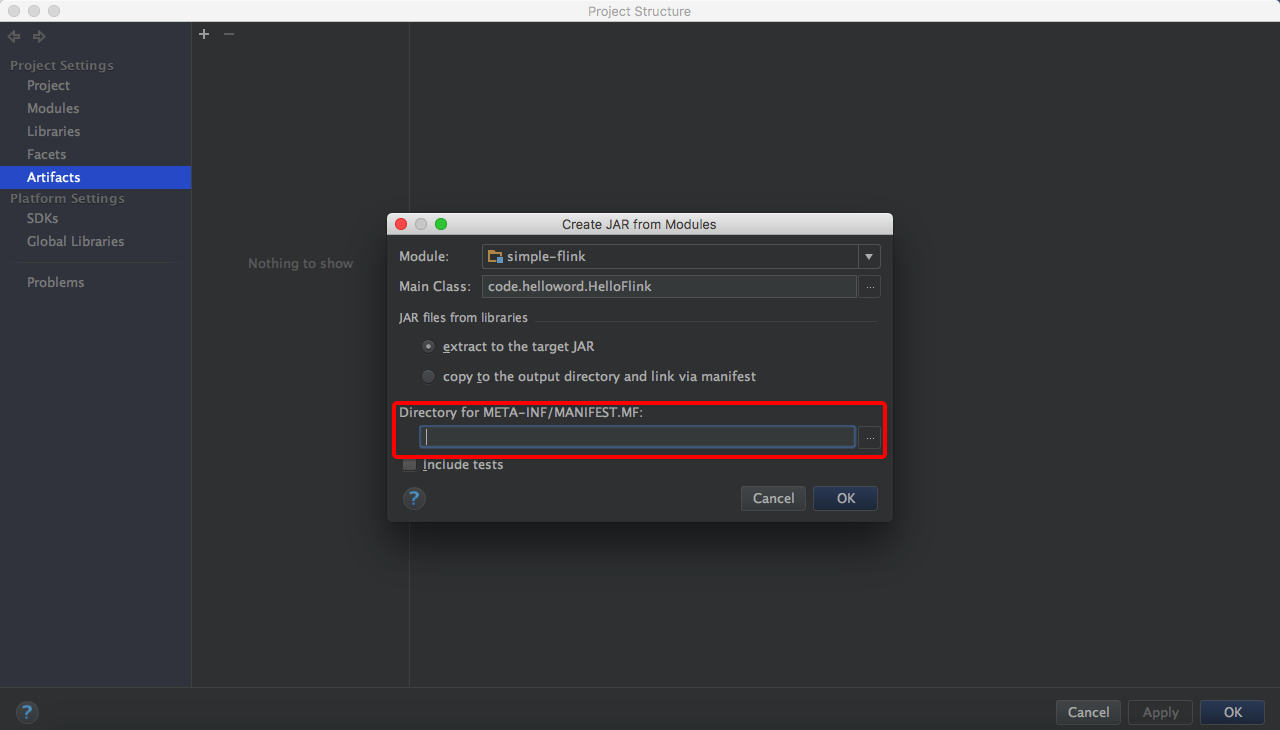 Project Structure
Project Settings
Project
Modules
Libraries
Facets
Artifacts
Platform Settings
SDKs
Global Libraries
Problems
Nothing to show
Create JAR from Modules
Module: simple-flink
Main Class: code.helloword.HelloFlink ...
JAR files from libraries
extract to the target JAR
copy to the output directory and link via manifest
Directory for META-INF/MANIFEST.MF:
...
Include tests
? Cancel OK
? Cancel Apply OK